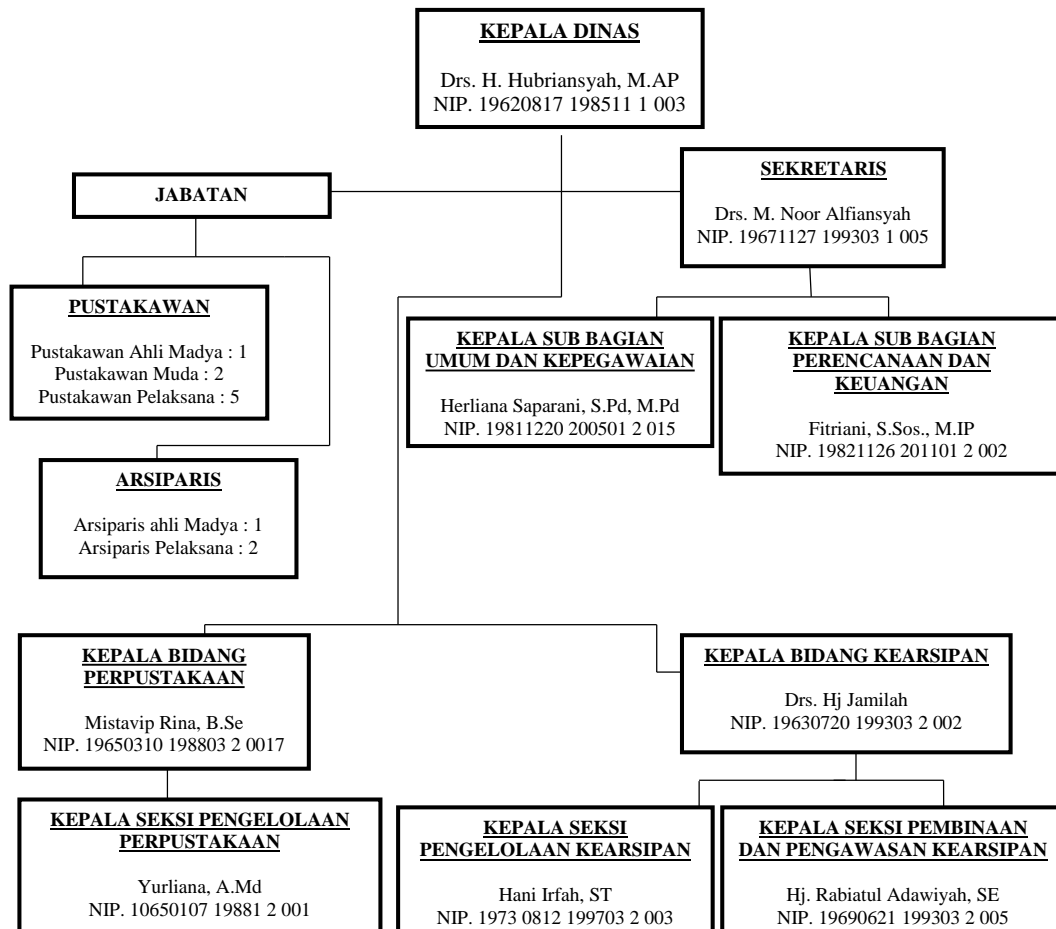 KEPALA DINAS
Drs. H. Hubriansyah, M.AP
NIP. 19620817 198511 1 003
JABATAN
SEKRETARIS
Drs. M. Noor Alfiansyah
NIP. 19671127 199303 1 005
PUSTAKAWAN
Pustakawan Ahli Madya : 1
Pustakawan Muda : 2
Pustakawan Pelaksana : 5
KEPALA SUB BAGIAN
UMUM DAN KEPEGAWAIAN
Herliana Saparani, S.Pd, M.Pd
NIP. 19811220 200501 2 015
KEPALA SUB BAGIAN
PERENCANAAN DAN
KEUANGAN
Fitriani, S.Sos., M.IP
NIP. 19821126 201101 2 002
ARSIPARIS
Arsiparis ahli Madya : 1
Arsiparis Pelaksana : 2
KEPALA BIDANG
PERPUSTAKAAN
Mistavip Rina, B.Se
NIP. 19650310 198803 2 0017
KEPALA BIDANG KEARSIPAN
Drs. Hj Jamilah
NIP. 19630720 199303 2 002
KEPALA SEKSI PENGELOLAAN
PERPUSTAKAAN
Yurliana, A.Md
NIP. 10650107 19881 2 001
KEPALA SEKSI
PENGELOLAAN KEARSIPAN
Hani Irfah, ST
NIP. 1973 0812 199703 2 003
KEPALA SEKSI PEMBINAAN
DAN PENGAWASAN KEARSIPAN
Hj. Rabiatul Adawiyah, SE
NIP. 19690621 199303 2 005